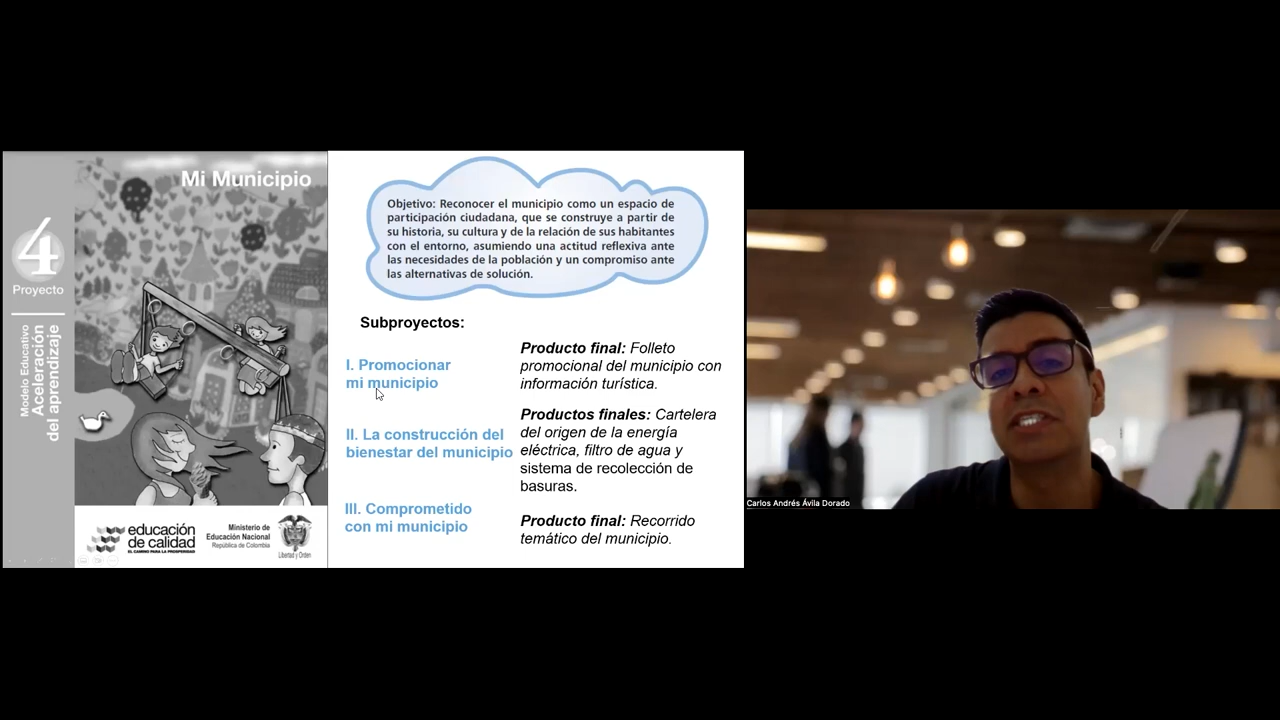 Mi Municipio
4
Proyecto
Modelo Educativo
Aceleración
del aprendizaje
educación
de calidad
EL CAMINO PARA LA PROSPERIDAD
Ministerio de
Educación Nacional
República de Colombia
Libertad y Orden
Objetivo: Reconocer el municipio como un espacio de
participación ciudadana, que se construye a partir de
su historia, su cultura y de la relación de sus habitantes
con el entorno, asumiendo una actitud reflexiva ante
las necesidades de la población y un compromiso ante
las alternativas de solución.
Subproyectos:
I. Promocionar
mi municipio
Producto final: Folleto
promocional del municipio con
información turística.
II. La construcción del
bienestar del municipio
Productos finales: Cartelera
del origen de la energía
eléctrica, filtro de agua y
sistema de recolección de
basuras.
III. Comprometido
con mi municipio
Producto final: Recorrido
temático del municipio.
Carlos Andrés Ávila Dorado